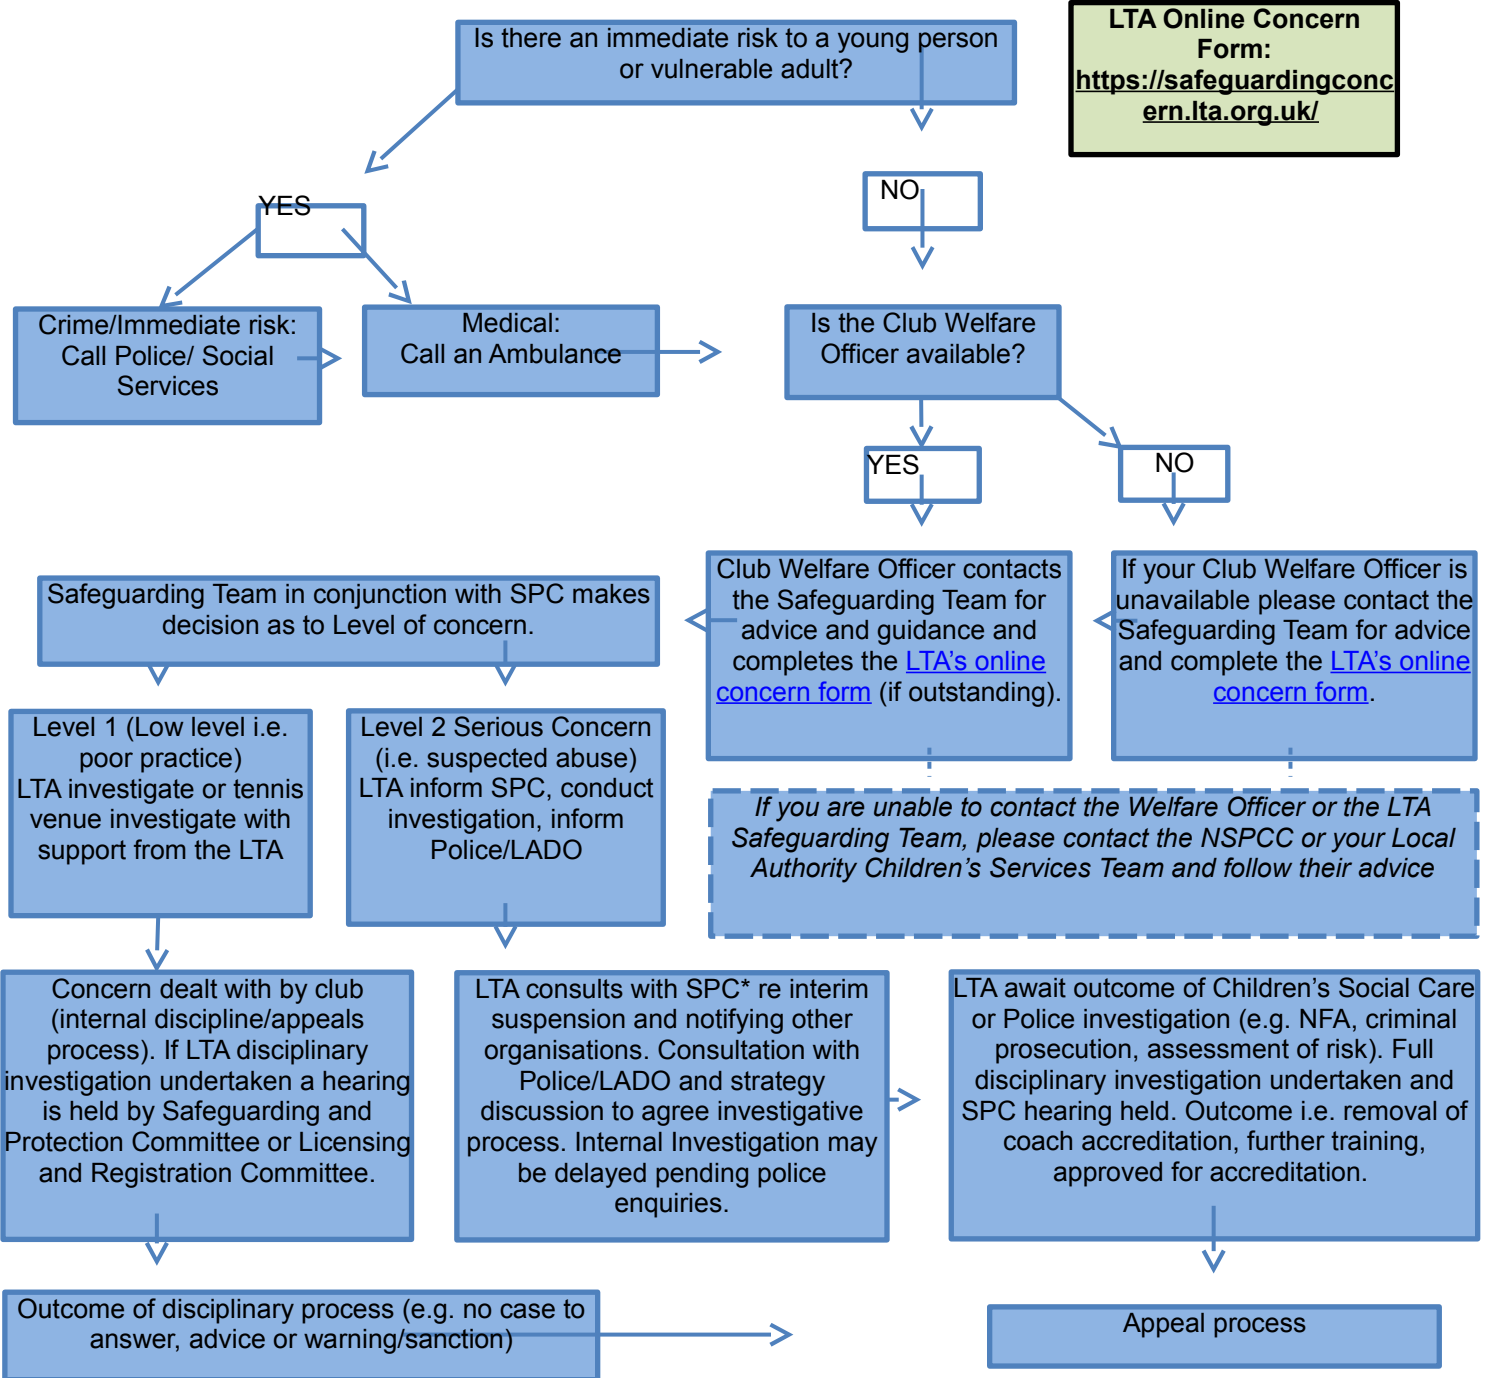 Is there an immediate risk to a young person
or vulnerable adult?
LTA Online Concern
Form:
https://safeguardingconc
ern.lta.org.uk/
YES
NO
Crime/Immediate risk:
Call Police/ Social
Services
Medical:
Call an Ambulance
Is the Club Welfare
Officer available?
YES
NO
Safeguarding Team in conjunction with SPC makes
decision as to Level of concern.
Club Welfare Officer contacts
the Safeguarding Team for
advice and guidance and
completes the LTA’s online
concern form (if outstanding).
If your Club Welfare Officer is
unavailable please contact the
Safeguarding Team for advice
and complete the LTA’s online
concern form.
Level 1 (Low level i.e.
poor practice)
LTA investigate or tennis
venue investigate with
support from the LTA
Level 2 Serious Concern
(i.e. suspected abuse)
LTA inform SPC, conduct
investigation, inform
Police/LADO
If you are unable to contact the Welfare Officer or the LTA
Safeguarding Team, please contact the NSPCC or your Local
Authority Children’s Services Team and follow their advice
Concern dealt with by club
(internal discipline/appeals
process). If LTA disciplinary
investigation undertaken a hearing
is held by Safeguarding and
Protection Committee or Licensing
and Registration Committee.
LTA consults with SPC* re interim
suspension and notifying other
organisations. Consultation with
Police/LADO and strategy
discussion to agree investigative
process. Internal Investigation may
be delayed pending police
enquiries.
LTA await outcome of Children’s Social Care
or Police investigation (e.g. NFA, criminal
prosecution, assessment of risk). Full
disciplinary investigation undertaken and
SPC hearing held. Outcome i.e. removal of
coach accreditation, further training,
approved for accreditation.
Outcome of disciplinary process (e.g. no case to
answer, advice or warning/sanction)
Appeal process